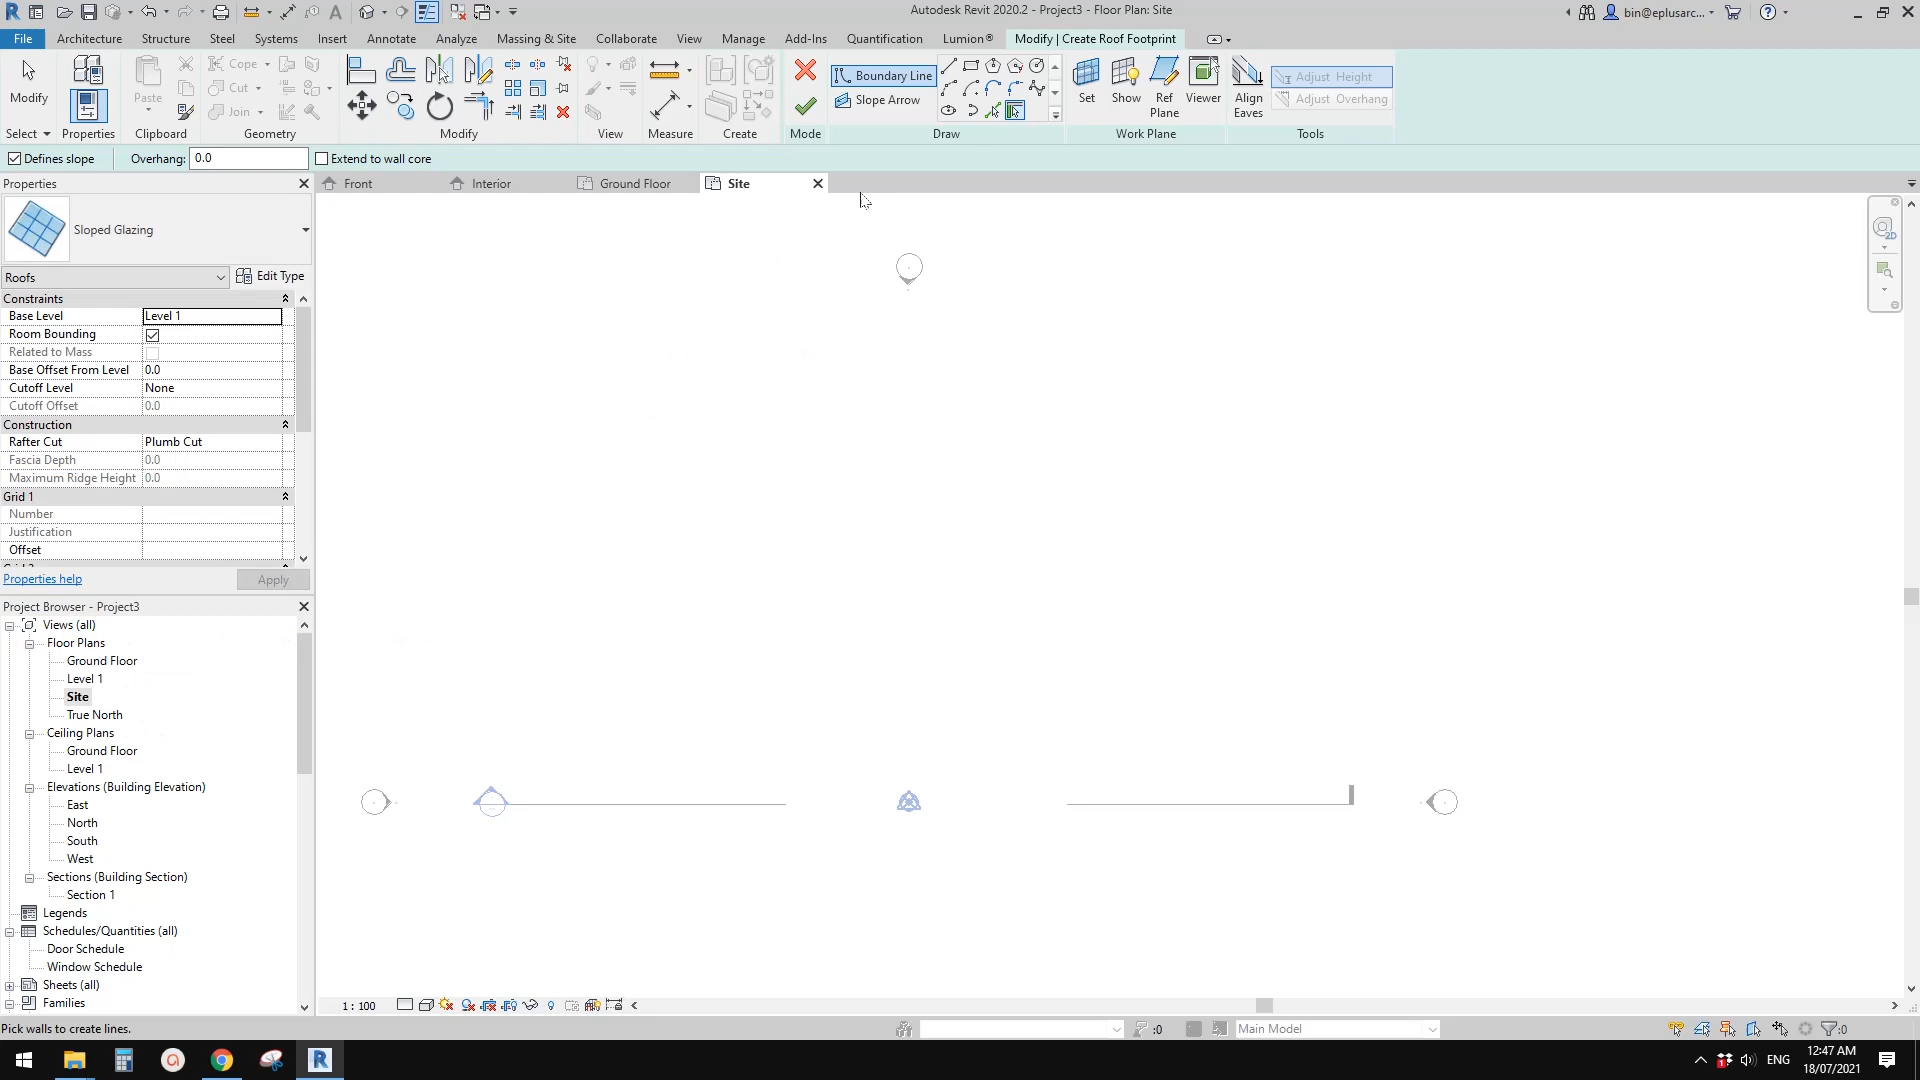 Autodesk Revit 2020.2 - Project3 - Floor Plan: Site
bin@eplusarc...
File Architecture Structure Steel Systems Insert Annotate Analyze Massing & Site Collaborate View Manage Add-Ins Quantification Lumion® Modify | Create Roof Footprint
Modify
Select
Properties
Paste
Clipboard
Cope
Cut
Join
Geometry
Modify
View
Measure
Create
Mode
Boundary Line
Slope Arrow
Draw
Set
Show
Ref
Plane
Viewer
Work Plane
Align
Eaves
Adjust Height
Adjust Overhang
Tools
Defines slope Overhang: 0.0 Extend to wall core
Properties
Front Interior Ground Floor Site
Sloped Glazing
2D
Roofs Edit Type
Constraints
Base Level Level 1
Room Bounding
Related to Mass
Base Offset From Level 0.0
Cutoff Level None
Cutoff Offset 0.0
Construction
Rafter Cut Plumb Cut
Fascia Depth 0.0
Maximum Ridge Height 0.0
Grid 1
Number
Justification
Offset
Properties help Apply
Project Browser - Project3
Views (all)
Floor Plans
Ground Floor
Level 1
Site
True North
Ceiling Plans
Ground Floor
Level 1
Elevations (Building Elevation)
East
North
South
West
Sections (Building Section)
Section 1
Legends
Schedules/Quantities (all)
Door Schedule
Window Schedule
Sheets (all)
Families
1 : 100
Pick walls to create lines.
:0
Main Model
:0
ENG
12:47 AM
18/07/2021